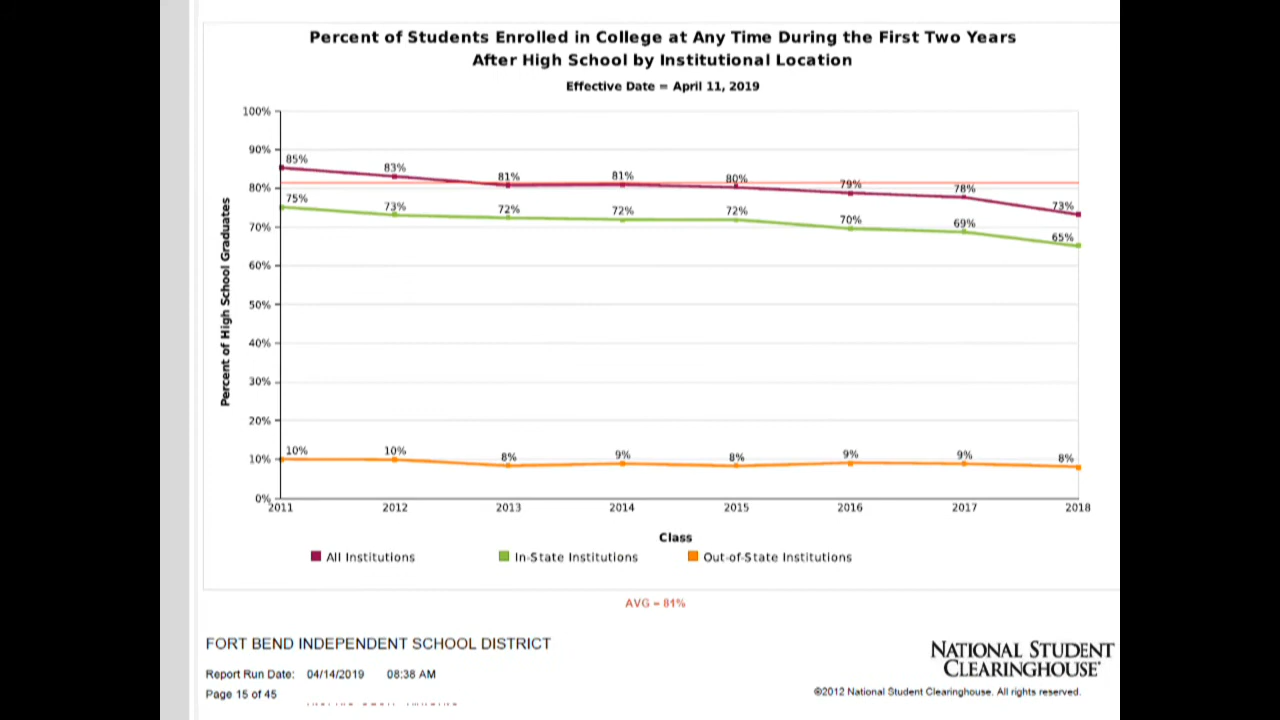 Percent of Students Enrolled in College at Any Time During the First Two Years
After High School by Institutional Location
Effective Date = April 11, 2019
Percent of High School Graduates
100%
90%
80%
70%
60%
50%
40%
30%
20%
10%
0%
85% 83% 81% 81% 80% 79% 78% 73%
75% 73% 72% 72% 72% 70% 69% 65%
10% 10% 8% 9% 8% 9% 9% 8%
2011 2012 2013 2014 2015 2016 2017 2018
Class
All Institutions In-State Institutions Out-of-State Institutions
AVG = 81%
FORT BEND INDEPENDENT SCHOOL DISTRICT
Report Run Date: 04/14/2019 08:38 AM
Page 15 of 45
NATIONAL STUDENT
CLEARINGHOUSE®
©2012 National Student Clearinghouse. All rights reserved.